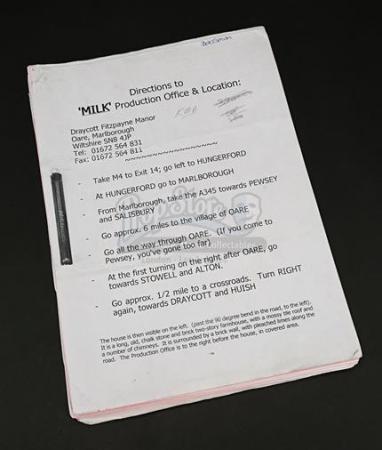 Directions to
'MILK' Production Office & Location:
Draycott Fitzpayne Manor
Oare, Marlborough
Wiltshire SN8 4JP
Tel: 01672 564 831
Fax: 01672 564 811
~~~~~~~~~~~~~~~~~~~~
- Take M4 to Exit 14; go left to HUNGERFORD
- At HUNGERFORD go to MARLBOROUGH
- From Marlborough, take the A345 towards PEWSEY
and SALISBURY
- Go approx. 6 miles to the village of OARE
- Go all the way through OARE. (If you come to
Pewsey, you've gone too far)
- At the first turning on the right after OARE, go
towards STOWELL and ALTON.
- Go approx. 1/2 mile to a crossroads. Turn RIGHT
again, towards DRAYCOTT and HUISH
The house is then visible on the left. (past the 90 degree bend in the road, to the left).
It is a long, old, chalk stone and brick two-story farmhouse, with a mossy tile roof and
a number of chimneys. It is surrounded by a brick wall, with pleached limes along the
road. The Production Office is to the right before the house, in covered area.